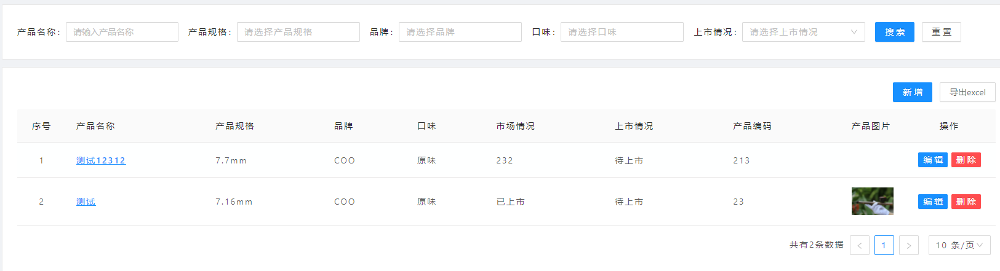 产品名称: 请输入产品名称 产品规格: 请选择产品规格 品牌: 请选择品牌 口味: 请选择口味 上市情况: 请选择上市情况 搜索 重置
新增 导出excel
序号 产品名称 产品规格 品牌 口味 市场情况 上市情况 产品编码 产品图片 操作
1 测试12312 7.7mm COO 原味 232 待上市 213 编辑 删除
2 测试 7.16mm COO 原味 已上市 待上市 23 编辑 删除
共有2条数据 < 1 > 10 条/页